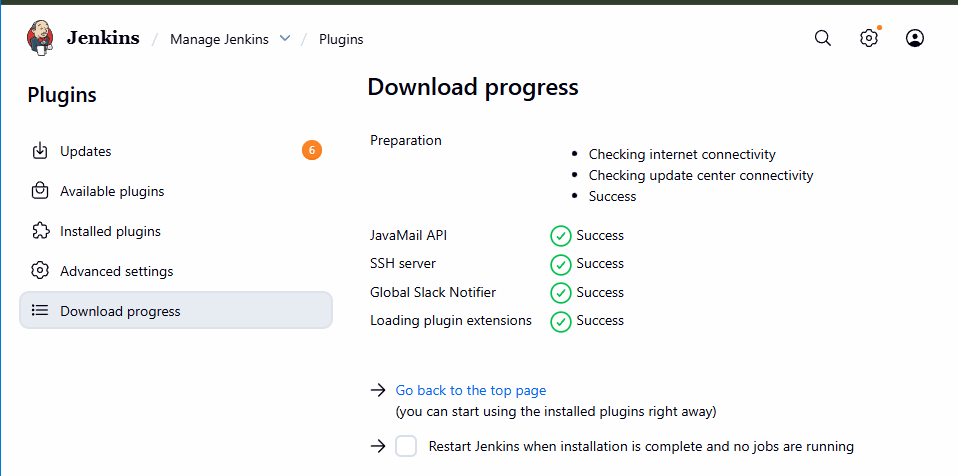 Jenkins / Manage Jenkins / Plugins
Plugins
Updates 6
Available plugins
Installed plugins
Advanced settings
Download progress
Download progress
Preparation
• Checking internet connectivity
• Checking update center connectivity
• Success
JavaMail API Success
SSH server Success
Global Slack Notifier Success
Loading plugin extensions Success
→ Go back to the top page
(you can start using the installed plugins right away)
→ Restart Jenkins when installation is complete and no jobs are running